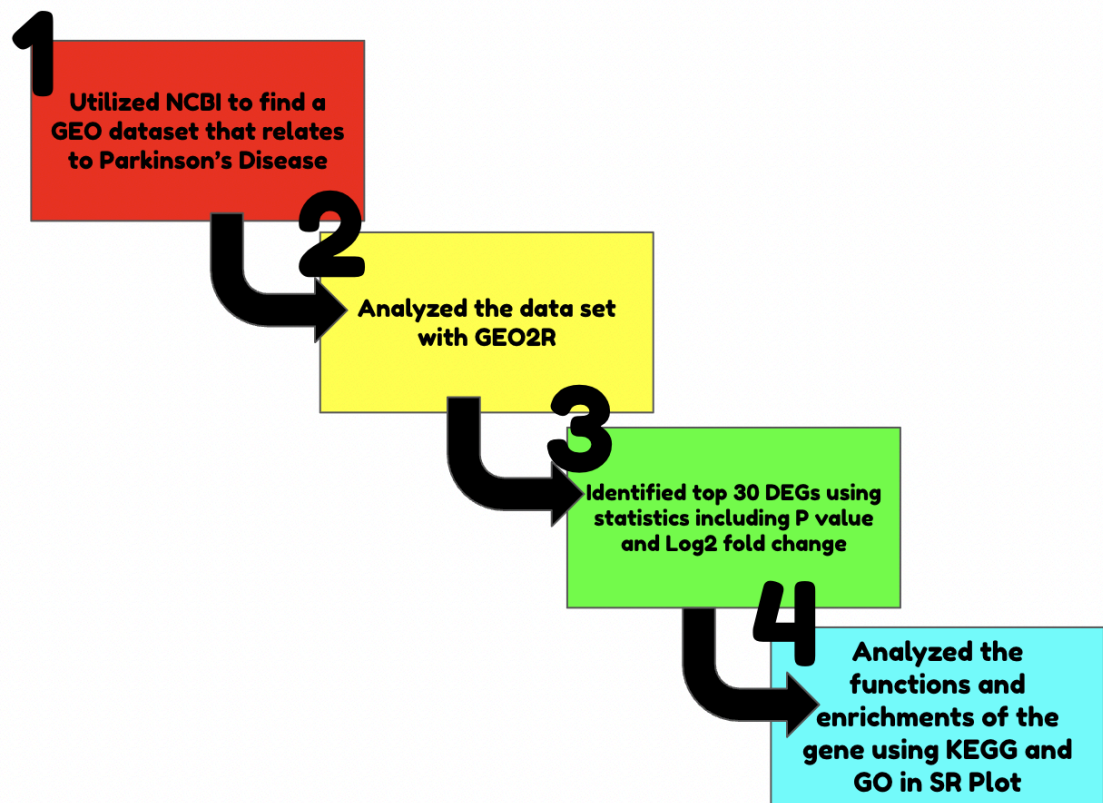 1
Utilized NCBI to find a
GEO dataset that relates
to Parkinson's Disease
2
Analyzed the data set
with GEO2R
3
Identified top 30 DEGs using
statistics including P value
and Log2 fold change
4
Analyzed the
functions and
enrichments of the
gene using KEGG and
GO in SR Plot